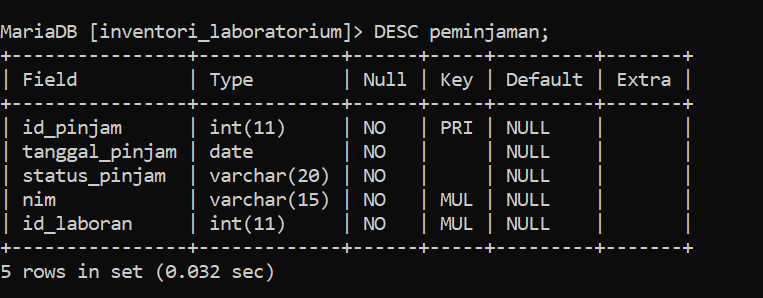 MariaDB [inventori_laboratorium]> DESC peminjaman;
+----------------+-------------+------+-----+---------+-------+
| Field          | Type        | Null | Key | Default | Extra |
+----------------+-------------+------+-----+---------+-------+
| id_pinjam      | int(11)     | NO   | PRI | NULL    |       |
| tanggal_pinjam | date        | NO   |     | NULL    |       |
| status_pinjam  | varchar(20) | NO   |     | NULL    |       |
| nim            | varchar(15) | NO   | MUL | NULL    |       |
| id_laboran     | int(11)     | NO   | MUL | NULL    |       |
+----------------+-------------+------+-----+---------+-------+
5 rows in set (0.032 sec)